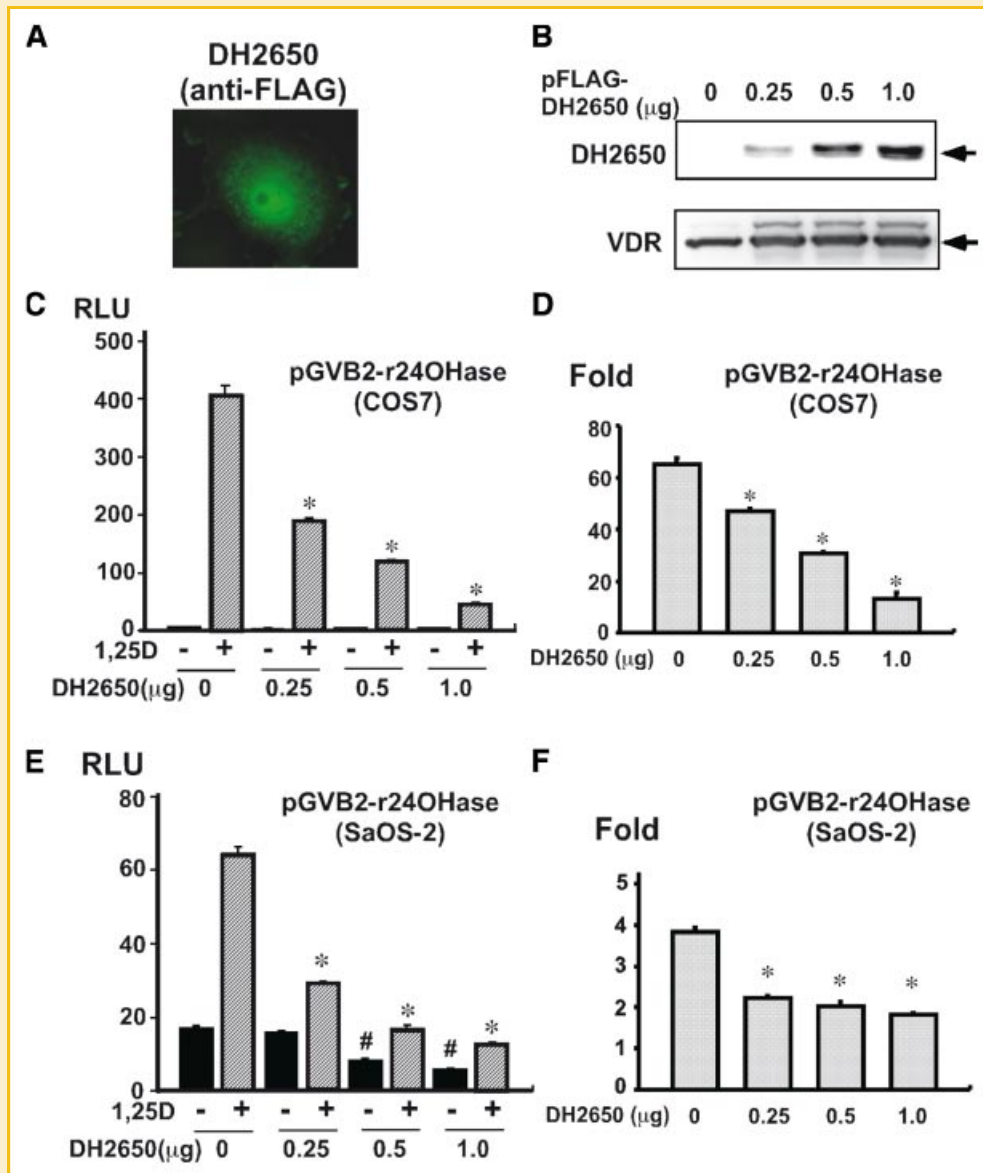 A
DH2650
(anti-FLAG)
B
pFLAG-
DH2650 (μg) 0 0.25 0.5 1.0
DH2650
VDR
C RLU
pGVB2-r24OHase
(COS7)
500
400
300
200
100
0
* * *
1,25D - + - + - + - +
DH2650(μg) 0 0.25 0.5 1.0
D
Fold
pGVB2-r24OHase
(COS7)
80
60
40
20
0
* * *
DH2650 (μg) 0 0.25 0.5 1.0
E RLU
pGVB2-r24OHase
(SaOS-2)
80
60
40
20
0
* # * # *
1,25D - + - + - + - +
DH2650(μg) 0 0.25 0.5 1.0
F
Fold
pGVB2-r24OHase
(SaOS-2)
5
4
3
2
1
0
* * *
DH2650 (μg) 0 0.25 0.5 1.0